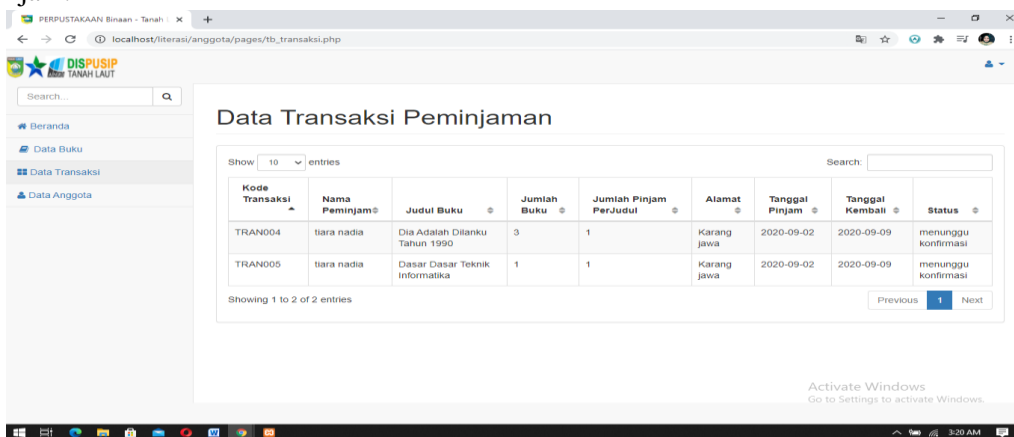 PERPUSTAKAAN Binaan - Tanah
localhost/literasi/anggota/pages/tb_transaksi.php
DISPUSIP
TANAH LAUT
Search...
Beranda
Data Buku
Data Transaksi
Data Anggota
Data Transaksi Peminjaman
Show 10 entries Search:
Kode Transaksi Nama Peminjam Judul Buku Jumlah Buku Jumlah Pinjam PerJudul Alamat Tanggal Pinjam Tanggal Kembali Status
TRAN004 tiara nadia Dia Adalah Dilanku Tahun 1990 3 1 Karang jawa 2020-09-02 2020-09-09 menunggu konfirmasi
TRAN005 tiara nadia Dasar Dasar Teknik Informatika 1 1 Karang jawa 2020-09-02 2020-09-09 menunggu konfirmasi
Showing 1 to 2 of 2 entries Previous 1 Next
Activate Windows
Go to Settings to activate Windows.
3:20 AM